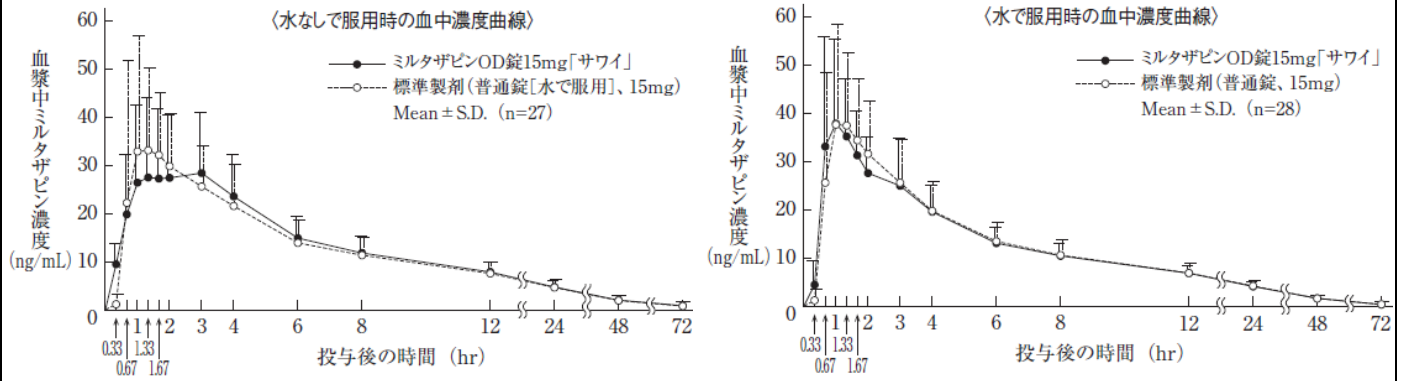 〈水なしで服用時の血中濃度曲線〉
60
50
40
30
20
10
0
血漿中ミルタザピン濃度
(ng/mL)
ミルタザピンOD錠15mg「サワイ」
標準製剤(普通錠[水で服用]、15mg)
Mean±S.D. (n=27)
1 2 3 4 6 8 12 24 48 72
0.33 1.33
0.67 1.67
投与後の時間 (hr)
〈水で服用時の血中濃度曲線〉
60
50
40
30
20
10
0
血漿中ミルタザピン濃度
(ng/mL)
ミルタザピンOD錠15mg「サワイ」
標準製剤(普通錠、15mg)
Mean±S.D. (n=28)
1 2 3 4 6 8 12 24 48 72
0.33 1.33
0.67 1.67
投与後の時間 (hr)